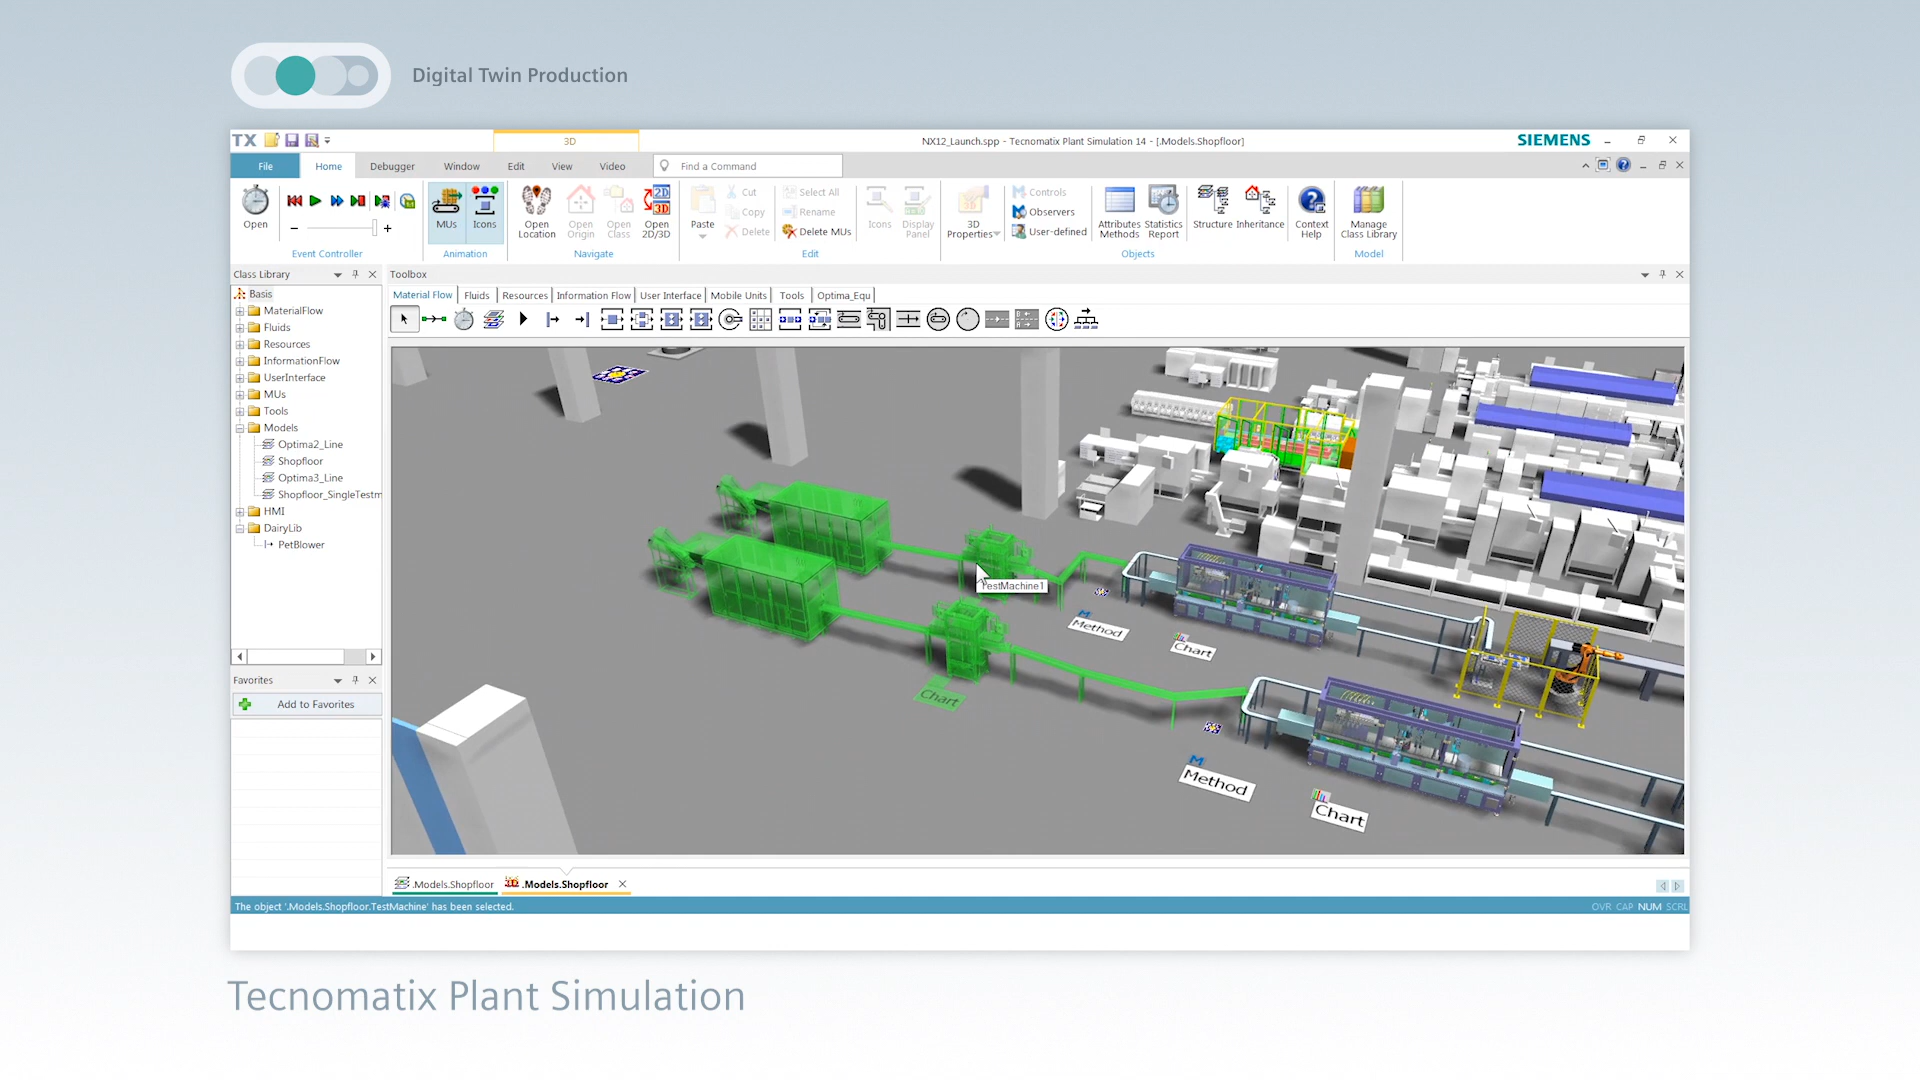 Digital Twin Production
TX
3D
NX12_Launch.spp - Tecnomatix Plant Simulation 14 - [.Models.Shopfloor]
SIEMENS
File
Home
Debugger
Window
Edit
View
Video
Find a Command
Open
Event Controller
MUs
Icons
Animation
Open Location
Open Origin
Open Class
Open 2D/3D
2D
3D
Navigate
Paste
Cut
Copy
Delete
Select All
Rename
Delete MUs
Icons
Display Panel
Edit
3D Properties
Controls
Observers
User-defined
Attributes Methods
Statistics Report
Structure
Inheritance
Objects
Context Help
Manage Class Library
Model
Class Library
Toolbox
Basis
MaterialFlow
Fluids
Resources
InformationFlow
UserInterface
MUs
Tools
Models
Optima2_Line
Shopfloor
Optima3_Line
Shopfloor_SingleTestm
HMI
DairyLib
PetBlower
Material Flow
Fluids
Resources
Information Flow
User Interface
Mobile Units
Tools
Optima_Equ
TestMachine1
Method
Chart
Chart
Method
Chart
Favorites
Add to Favorites
.Models.Shopfloor
.Models.Shopfloor
The object '.Models.Shopfloor.TestMachine' has been selected.
OVR CAP NUM SCRL
Tecnomatix Plant Simulation